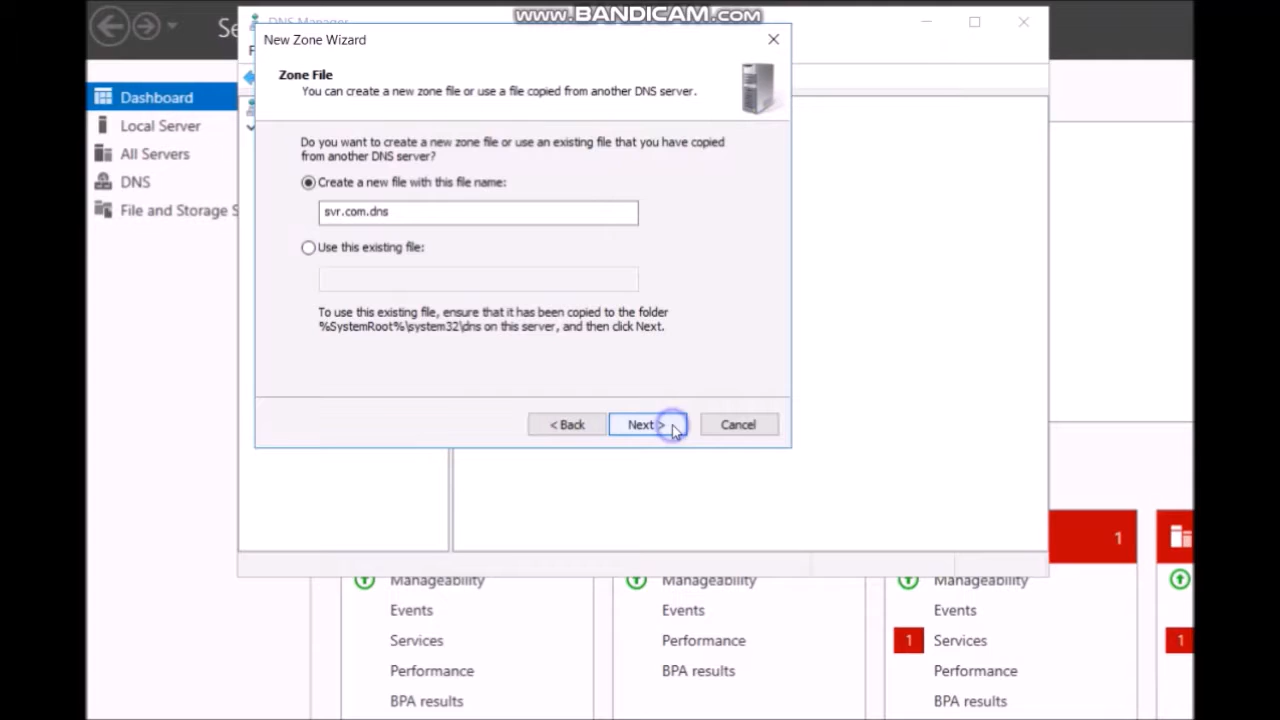 www.BANDICAM.com
DNS Manager
New Zone Wizard
Zone File
You can create a new zone file or use a file copied from another DNS server.
Dashboard
Local Server
All Servers
DNS
File and Storage S
Do you want to create a new zone file or use an existing file that you have copied
from another DNS server?
Create a new file with this file name:
svr.com.dns
Use this existing file:
To use this existing file, ensure that it has been copied to the folder
%SystemRoot%\system32\dns on this server, and then click Next.
< Back
Next >
Cancel
1
Manageability
Events
Services
Performance
BPA results
Manageability
Events
Performance
BPA results
Manageability
Events
1
Services
Performance
BPA results
1